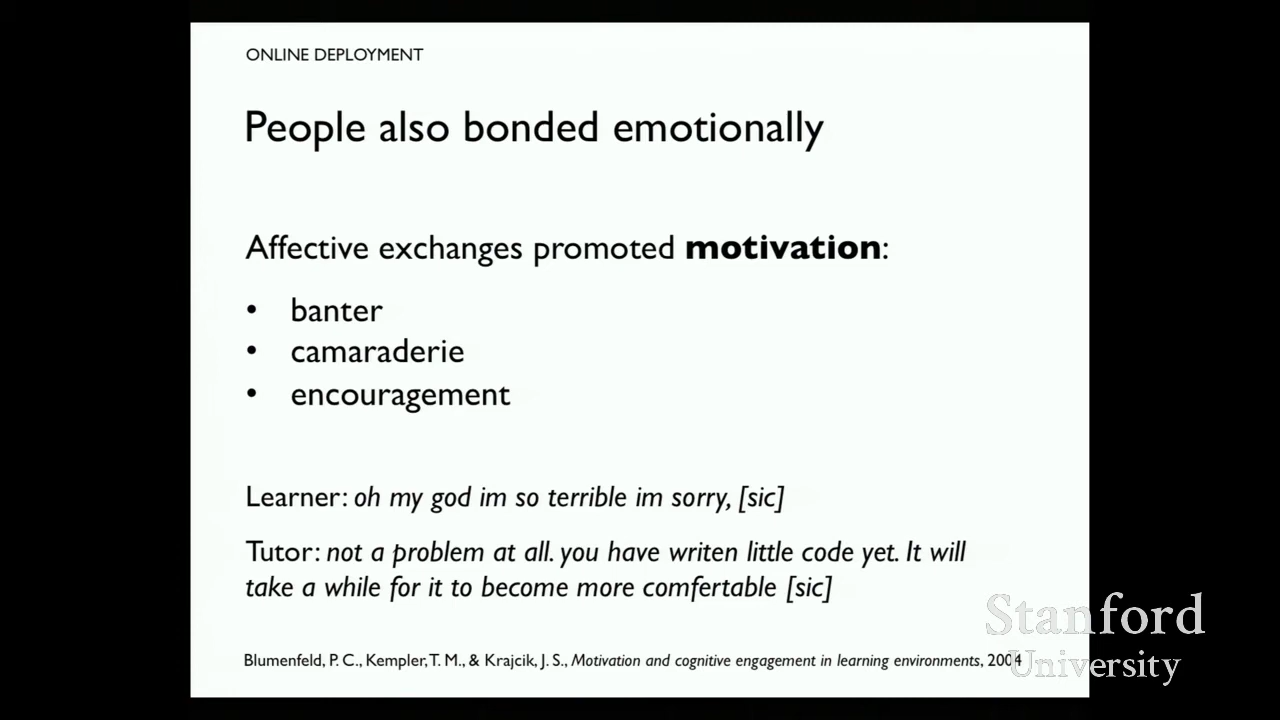 ONLINE DEPLOYMENT
People also bonded emotionally
Affective exchanges promoted motivation:
• banter
• camaraderie
• encouragement
Learner: oh my god im so terrible im sorry, [sic]
Tutor: not a problem at all. you have writen little code yet. It will
take a while for it to become more comfertable [sic]
Blumenfeld, P. C., Kempler, T. M., & Krajcik, J. S., Motivation and cognitive engagement in learning environments, 2004
Stanford
University